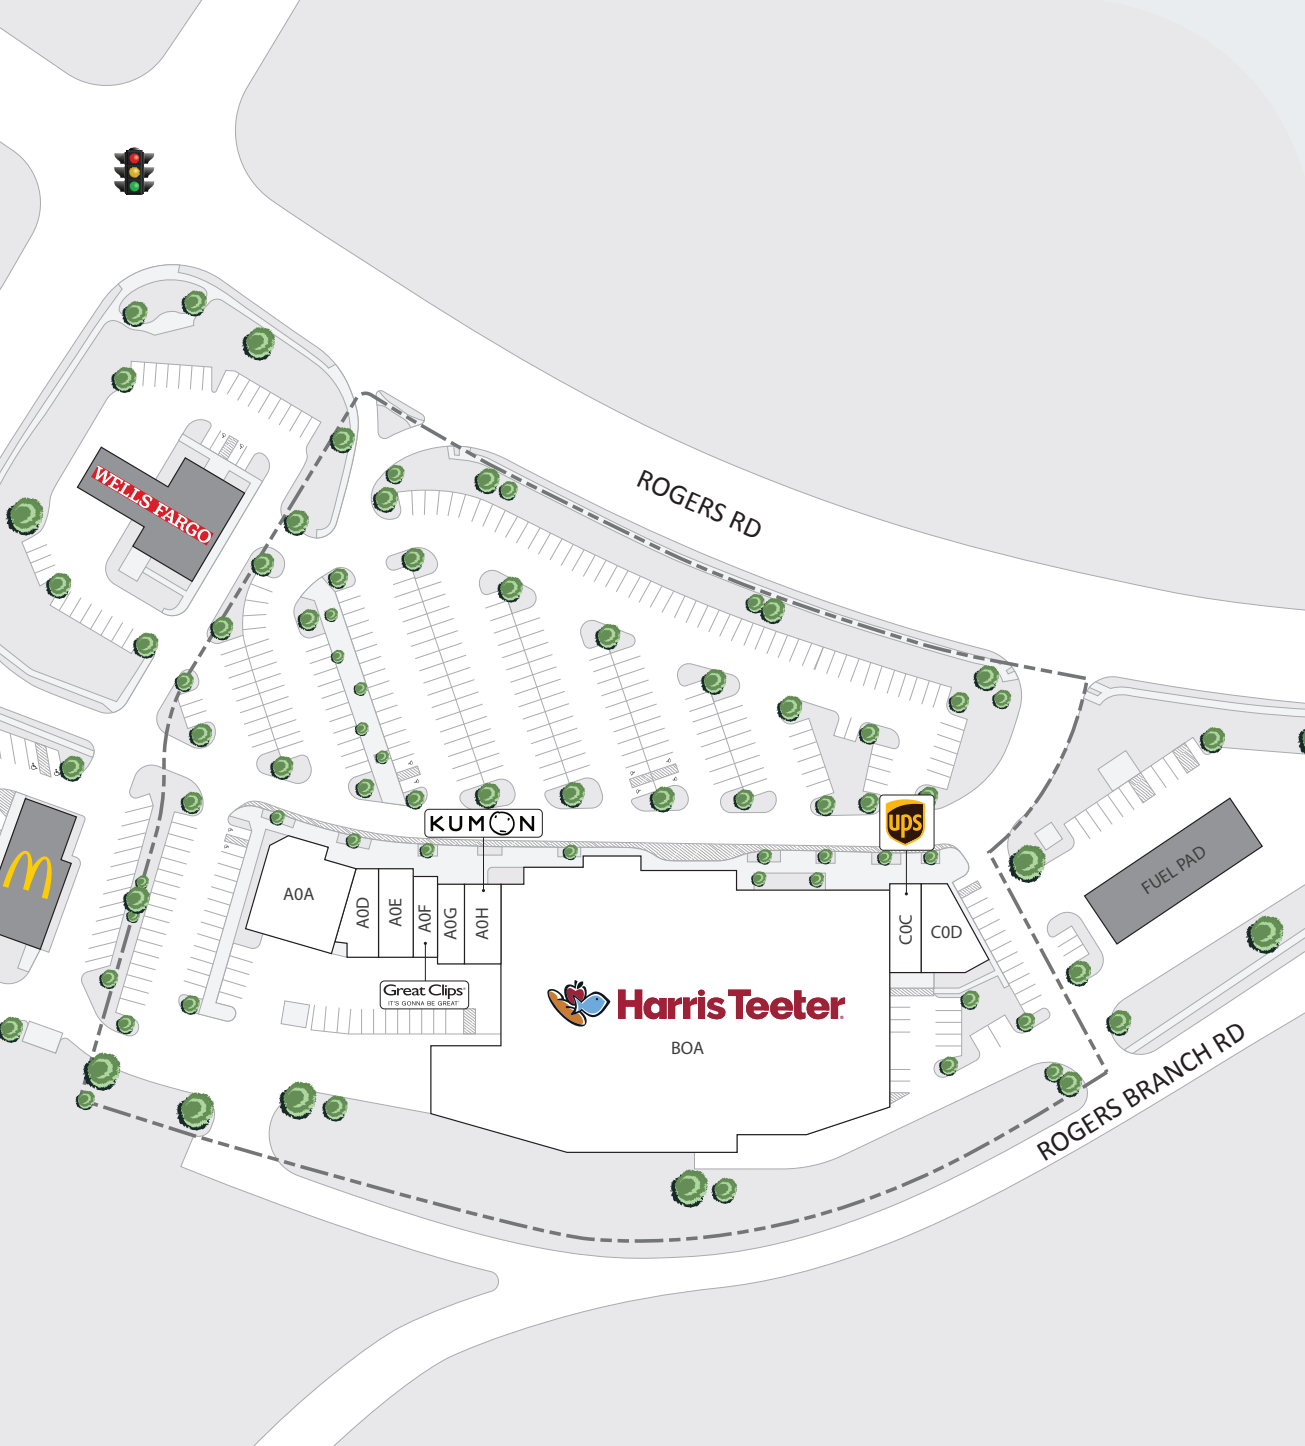 WELLS FARGO
ROGERS RD
KUMON
ups
FUEL PAD
A0A
A0D
A0E
A0F
A0G
A0H
C0C
C0D
Great Clips
IT'S GONNA BE GREAT
Harris Teeter
BOA
ROGERS BRANCH RD